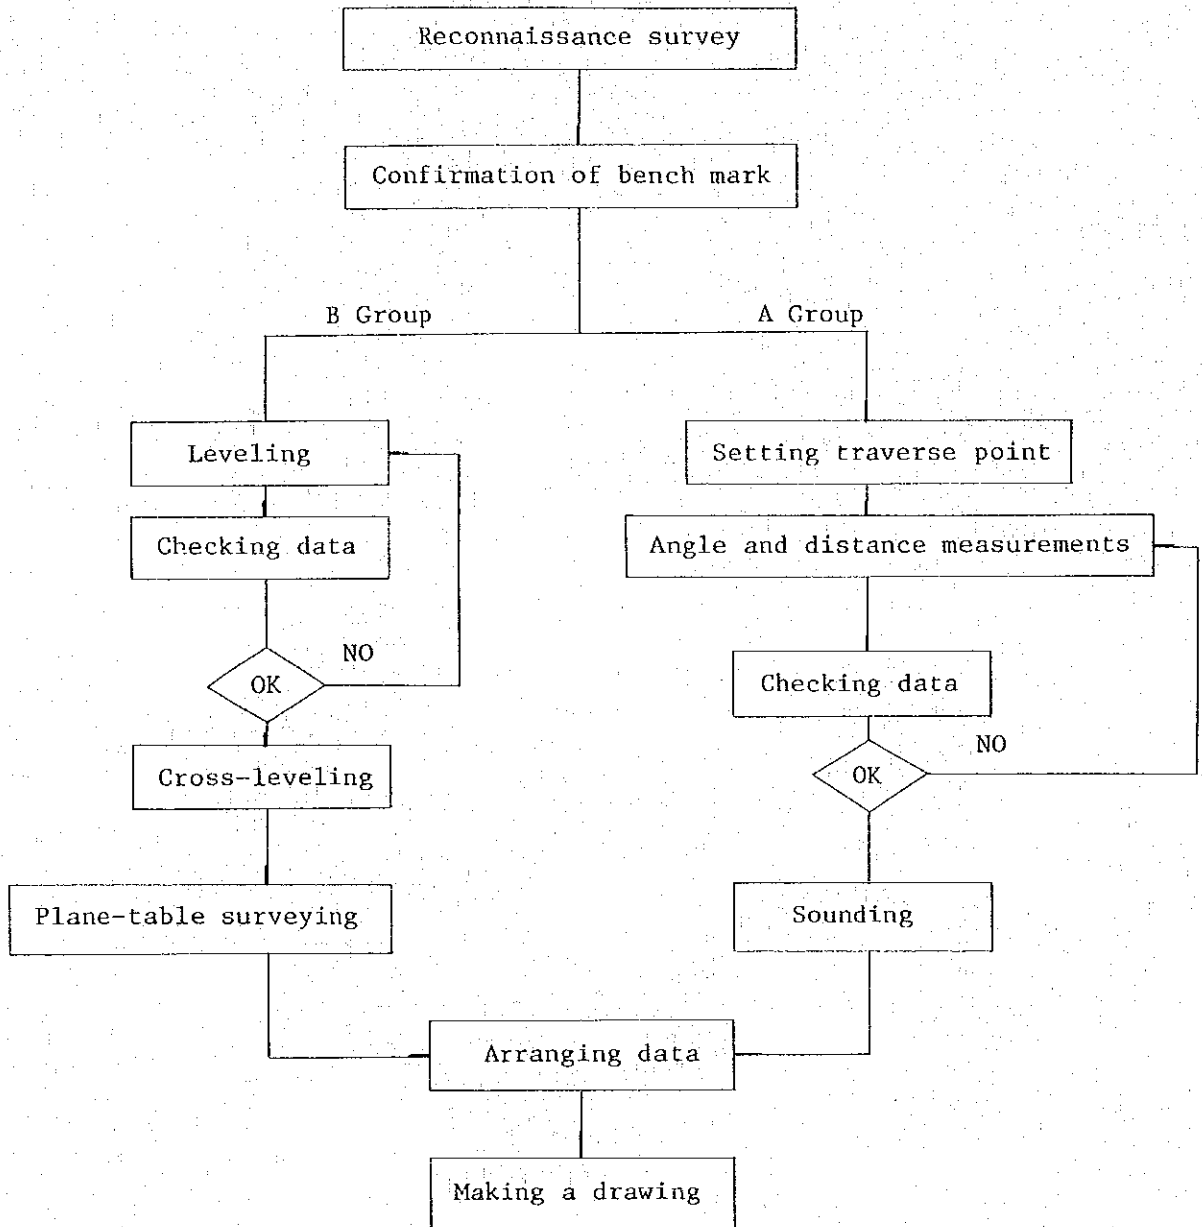 Reconnaissance survey
Confirmation of bench mark
B Group
A Group
Leveling
Setting traverse point
Checking data
Angle and distance measurements
NO
OK
Checking data
Cross-leveling
NO
OK
Plane-table surveying
Sounding
Arranging data
Making a drawing